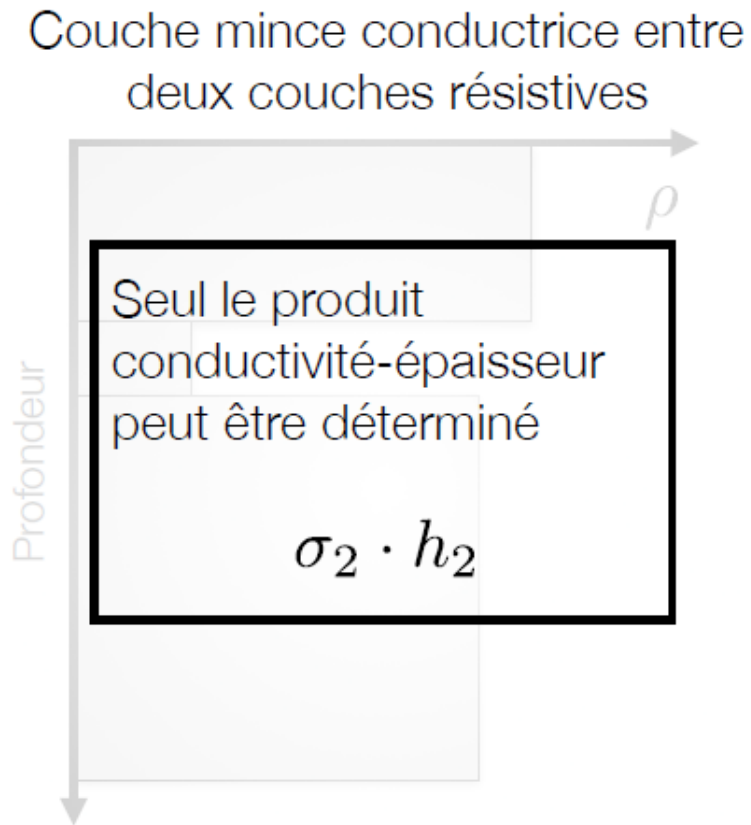 Couche mince conductrice entre
deux couches résistives
ρ
Seul le produit
conductivité-épaisseur
peut être déterminé
σ₂ · h₂
Profondeur